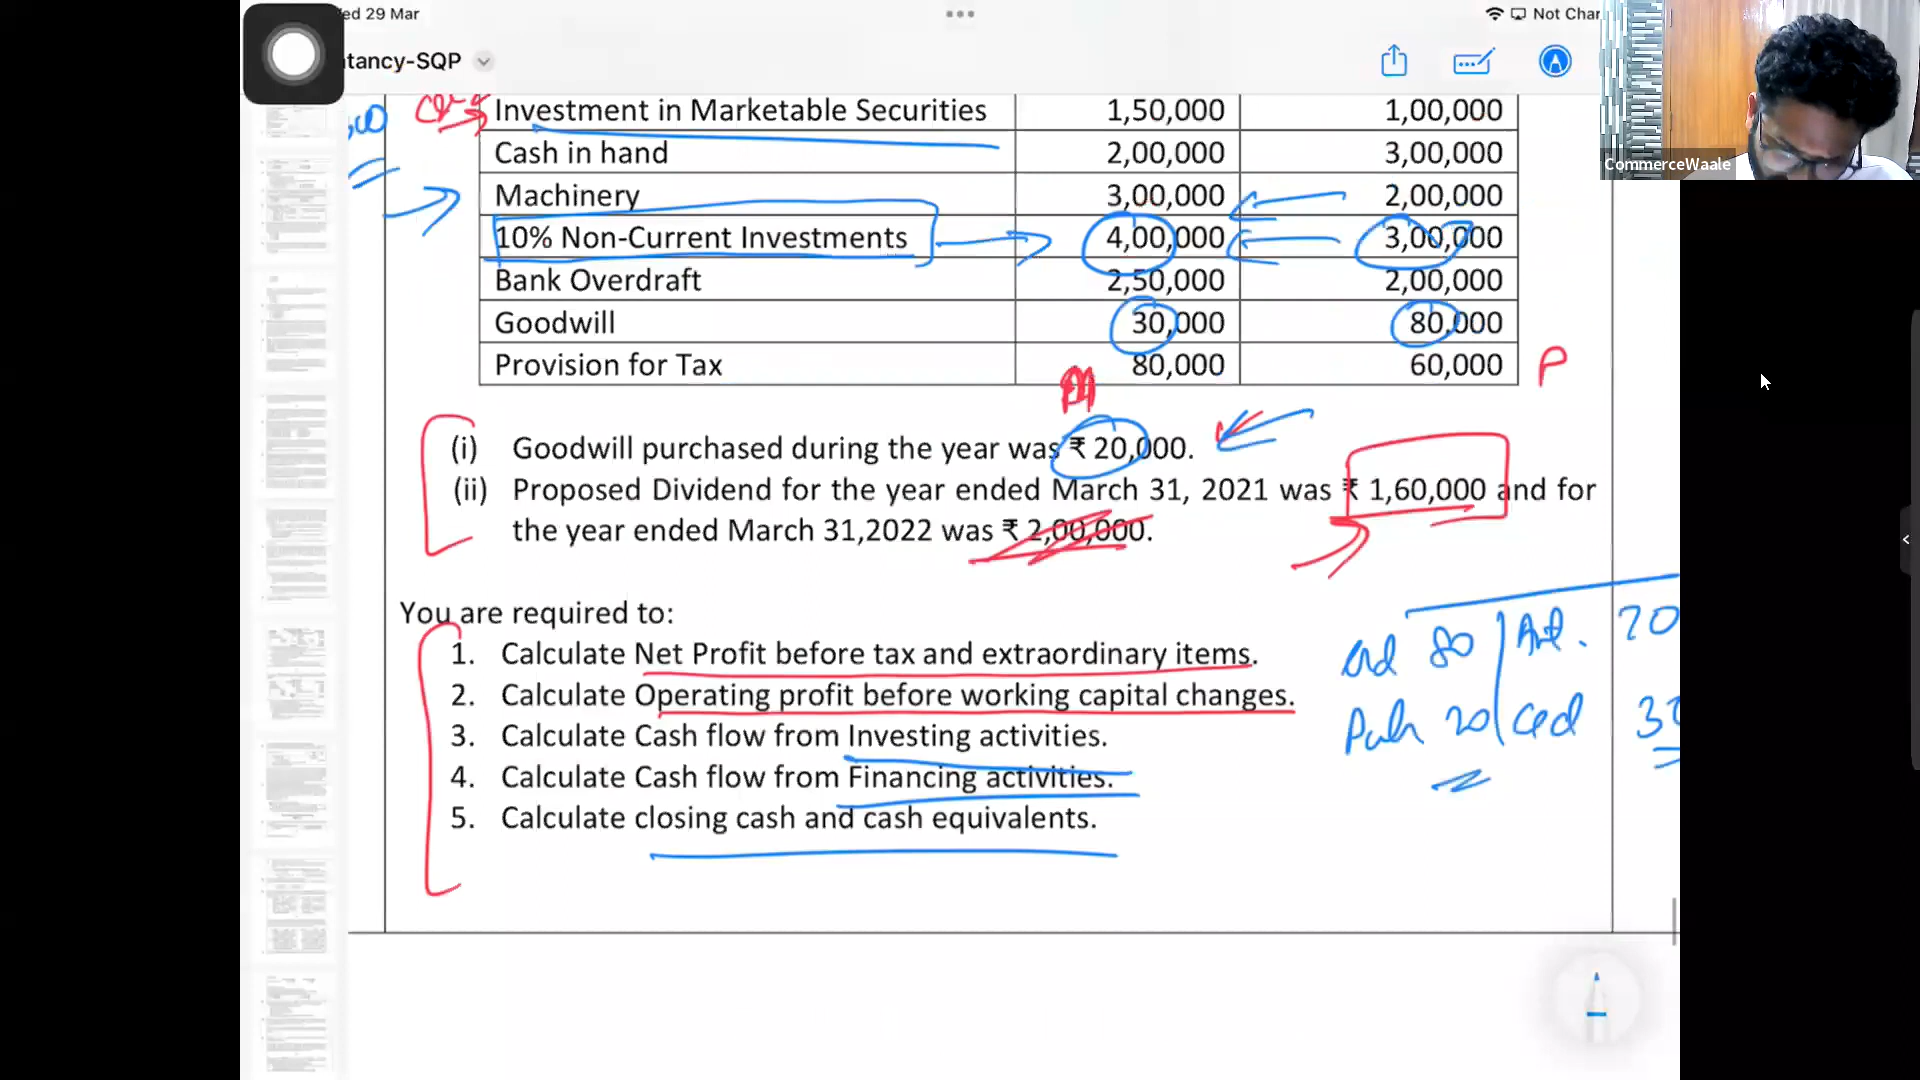 ed 29 Mar
Not Char
tancy-SQP
CommerceWaale
Investment in Marketable Securities 1,50,000 1,00,000
Cash in hand 2,00,000 3,00,000
Machinery 3,00,000 2,00,000
10% Non-Current Investments 4,00,000 3,00,000
Bank Overdraft 2,50,000 2,00,000
Goodwill 30,000 80,000
Provision for Tax 80,000 60,000
P
(i) Goodwill purchased during the year was ₹ 20,000.
(ii) Proposed Dividend for the year ended March 31, 2021 was ₹ 1,60,000 and for
the year ended March 31,2022 was ₹ 2,00,000.
You are required to:
1. Calculate Net Profit before tax and extraordinary items.
2. Calculate Operating profit before working capital changes.
3. Calculate Cash flow from Investing activities.
4. Calculate Cash flow from Financing activities.
5. Calculate closing cash and cash equivalents.
80
20